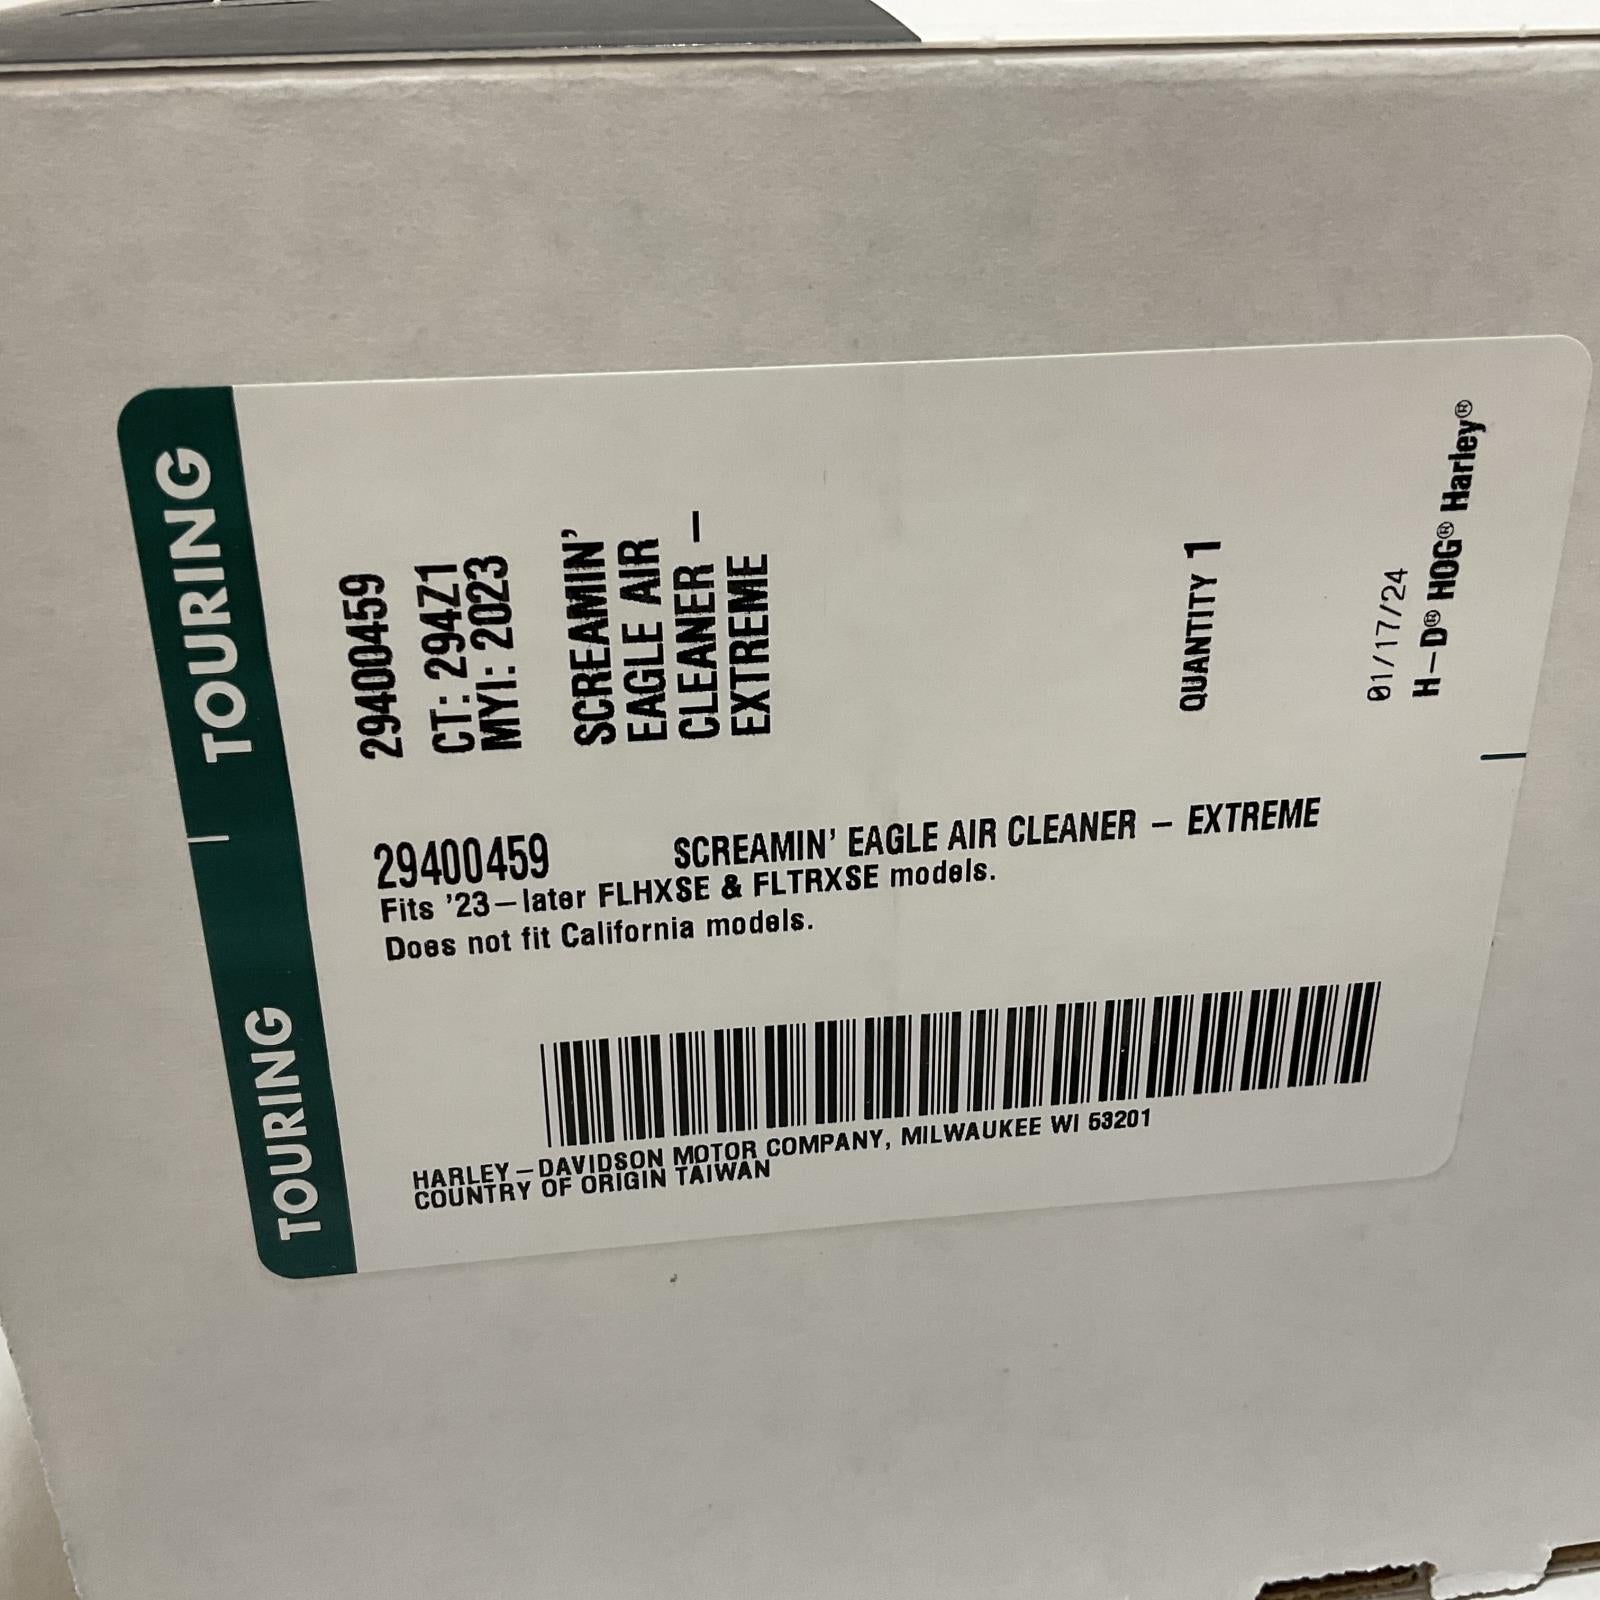 TOURING
29400459
CT: 294Z1
MYI: 2023
SCREAMIN'
EAGLE AIR
CLEANER –
EXTREME
QUANTITY 1
01/17/24
H–D® HOG® Harley®
TOURING
29400459 SCREAMIN' EAGLE AIR CLEANER – EXTREME
Fits '23–later FLHXSE & FLTRXSE models.
Does not fit California models.
HARLEY–DAVIDSON MOTOR COMPANY, MILWAUKEE WI 53201
COUNTRY OF ORIGIN TAIWAN